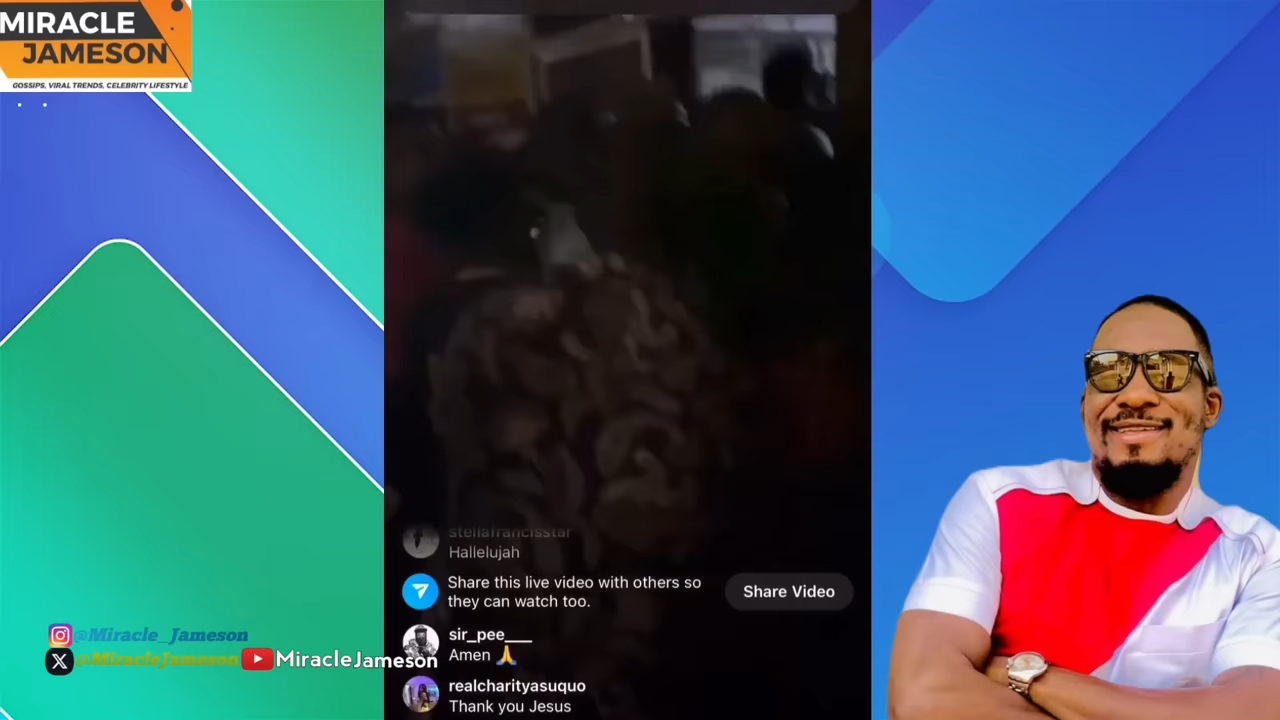 MIRACLE
JAMESON
GOSSIPS, VIRAL TRENDS, CELEBRITY LIFESTYLE
stellafrancisstar
Hallelujah
Share this live video with others so
they can watch too.
Share Video
sir_pee___
Amen 🙏
realcharityasuquo
Thank you Jesus
@Miracle_Jameson
@MiracleJameson
MiracleJameson